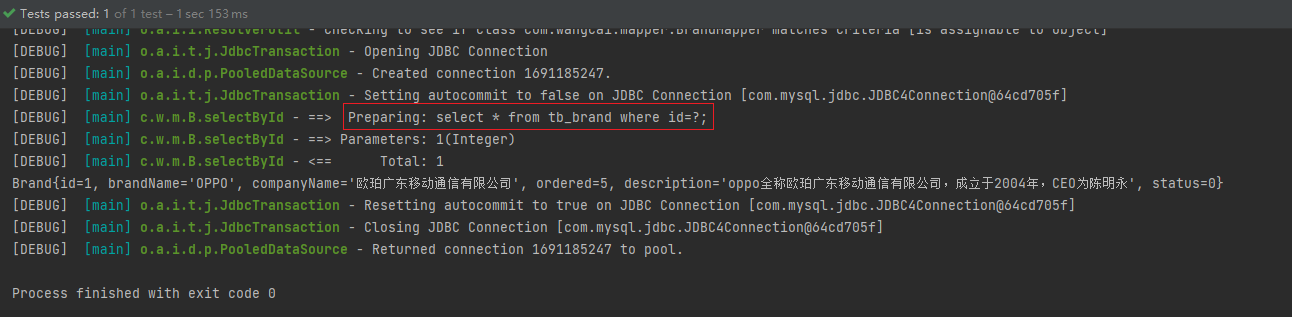 Tests passed: 1 of 1 test – 1 sec 153 ms
[DEBUG] [main] o.a.i.i.ResolverUtil - Checking to see if class com.wangcai.mapper.BrandMapper matches criteria [is assignable to Object]
[DEBUG] [main] o.a.i.t.j.JdbcTransaction - Opening JDBC Connection
[DEBUG] [main] o.a.i.d.p.PooledDataSource - Created connection 1691185247.
[DEBUG] [main] o.a.i.t.j.JdbcTransaction - Setting autocommit to false on JDBC Connection [com.mysql.jdbc.JDBC4Connection@64cd705f]
[DEBUG] [main] c.w.m.B.selectById - ==>  Preparing: select * from tb_brand where id=?;
[DEBUG] [main] c.w.m.B.selectById - ==> Parameters: 1(Integer)
[DEBUG] [main] c.w.m.B.selectById - <==      Total: 1
Brand{id=1, brandName='OPPO', companyName='欧珀广东移动通信有限公司', ordered=5, description='oppo全称欧珀广东移动通信有限公司，成立于2004年，CEO为陈明永', status=0}
[DEBUG] [main] o.a.i.t.j.JdbcTransaction - Resetting autocommit to true on JDBC Connection [com.mysql.jdbc.JDBC4Connection@64cd705f]
[DEBUG] [main] o.a.i.t.j.JdbcTransaction - Closing JDBC Connection [com.mysql.jdbc.JDBC4Connection@64cd705f]
[DEBUG] [main] o.a.i.d.p.PooledDataSource - Returned connection 1691185247 to pool.
Process finished with exit code 0